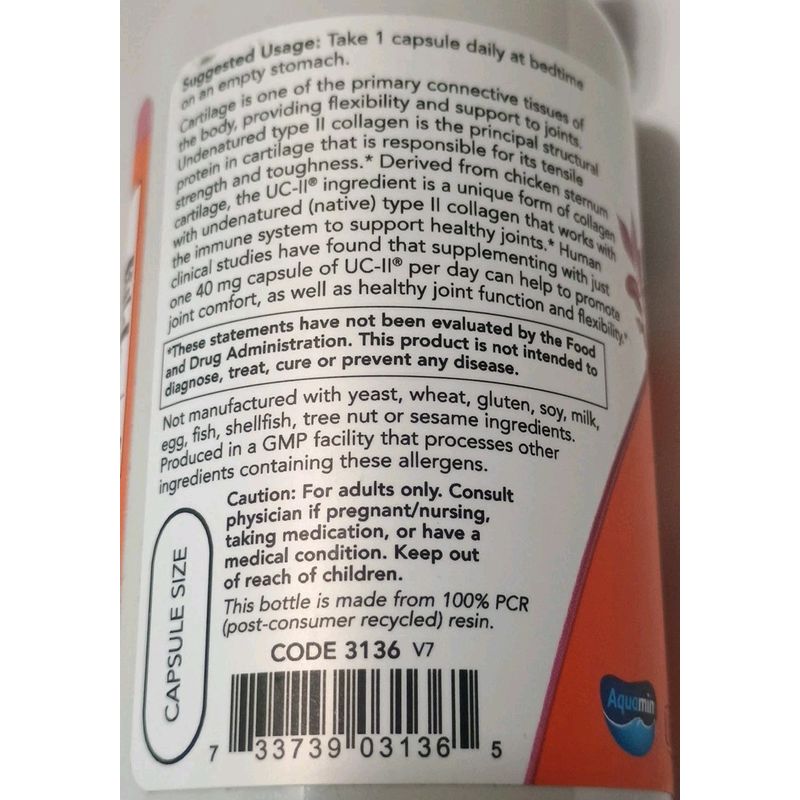 Suggested Usage: Take 1 capsule daily at bedtime
on an empty stomach.
Cartilage is one of the primary connective tissues of
the body, providing flexibility and support to joints.
Undenatured type II collagen is the principal structural
protein in cartilage that is responsible for its tensile
strength and toughness.* Derived from chicken sternum
cartilage, the UC-II® ingredient is a unique form of collagen
with undenatured (native) type II collagen that works with
the immune system to support healthy joints.* Human
clinical studies have found that supplementing with just
one 40 mg capsule of UC-II® per day can help to promote
joint comfort, as well as healthy joint function and flexibility.*
*These statements have not been evaluated by the Food
and Drug Administration. This product is not intended to
diagnose, treat, cure or prevent any disease.
Not manufactured with yeast, wheat, gluten, soy, milk,
egg, fish, shellfish, tree nut or sesame ingredients.
Produced in a GMP facility that processes other
ingredients containing these allergens.
Caution: For adults only. Consult
physician if pregnant/nursing,
taking medication, or have a
medical condition. Keep out
of reach of children.
This bottle is made from 100% PCR
(post-consumer recycled) resin.
CODE 3136 V7
CAPSULE SIZE
7 33739 03136 5
Aquamin